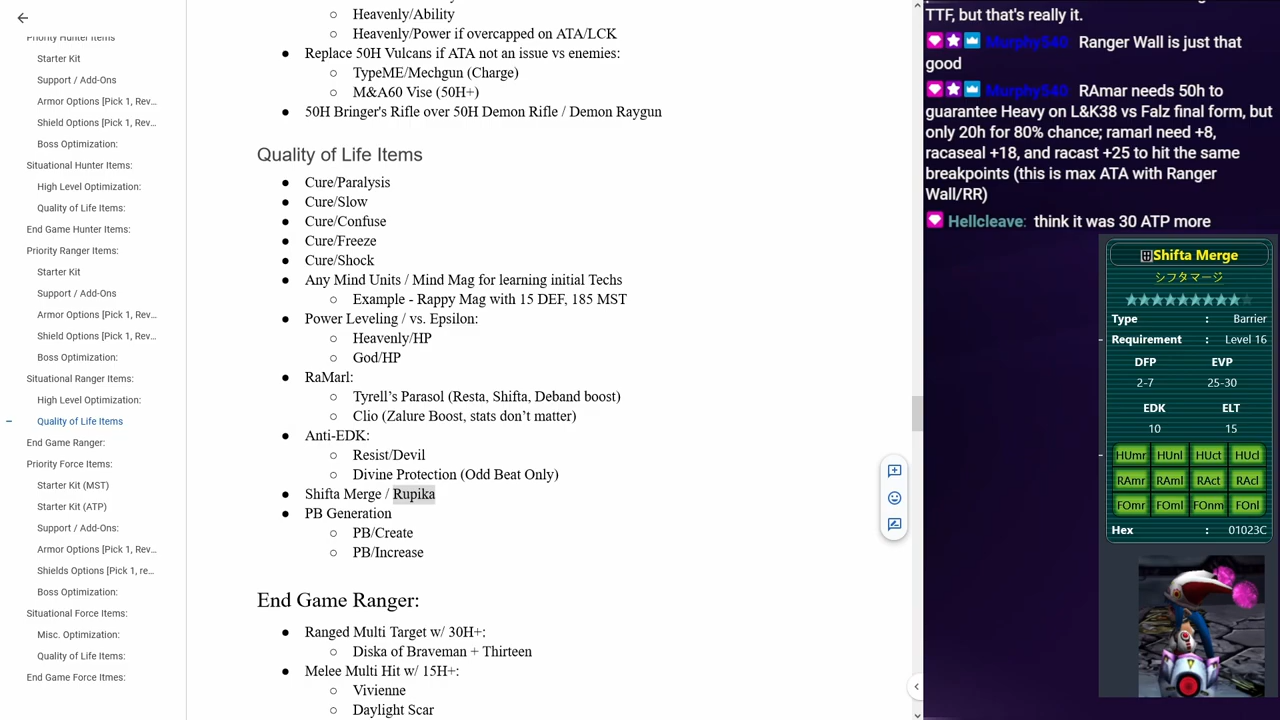 Priority Hunter Items
Starter Kit
Support / Add-Ons
Armor Options [Pick 1, Rev...
Shield Options [Pick 1, Rev...
Boss Optimization:
Situational Hunter Items:
High Level Optimization:
Quality of Life Items:
End Game Hunter Items:
Priority Ranger Items:
Starter Kit
Support / Add-Ons
Armor Options [Pick 1, Rev...
Shield Options [Pick 1, Rev...
Boss Optimization:
Situational Ranger Items:
High Level Optimization:
Quality of Life Items
End Game Ranger:
Priority Force Items:
Starter Kit (MST)
Starter Kit (ATP)
Support / Add-Ons:
Armor Options [Pick 1, Rev...
Shields Options [Pick 1, re...
Boss Optimization:
Situational Force Items:
Misc. Optimization:
Quality of Life Items:
End Game Force Itmes:
○ Heavenly/Ability
○ Heavenly/Power if overcapped on ATA/LCK
● Replace 50H Vulcans if ATA not an issue vs enemies:
○ TypeME/Mechgun (Charge)
○ M&A60 Vise (50H+)
● 50H Bringer's Rifle over 50H Demon Rifle / Demon Raygun
Quality of Life Items
● Cure/Paralysis
● Cure/Slow
● Cure/Confuse
● Cure/Freeze
● Cure/Shock
● Any Mind Units / Mind Mag for learning initial Techs
○ Example - Rappy Mag with 15 DEF, 185 MST
● Power Leveling / vs. Epsilon:
○ Heavenly/HP
○ God/HP
● RaMarl:
○ Tyrell’s Parasol (Resta, Shifta, Deband boost)
○ Clio (Zalure Boost, stats don’t matter)
● Anti-EDK:
○ Resist/Devil
○ Divine Protection (Odd Beat Only)
● Shifta Merge / Rupika
● PB Generation
○ PB/Create
○ PB/Increase
End Game Ranger:
● Ranged Multi Target w/ 30H+:
○ Diska of Braveman + Thirteen
● Melee Multi Hit w/ 15H+:
○ Vivienne
○ Daylight Scar
TTF, but that's really it.
Murphy540 Ranger Wall is just that
good
Murphy540 RAmar needs 50h to
guarantee Heavy on L&K38 vs Falz final form, but
only 20h for 80% chance; ramarl need +8,
racaseal +18, and racast +25 to hit the same
breakpoints (this is max ATA with Ranger
Wall/RR)
Hellcleave: think it was 30 ATP more
Shifta Merge
シフタマージ
★★★★★★★★★★
Type : Barrier
Requirement : Level 16
DFP EVP
2-7 25-30
EDK ELT
10 15
HUmr HUnl HUct HUcl
RAmr RAml RAct RAcl
FOmr FOml FOnm FOnl
Hex : 01023C